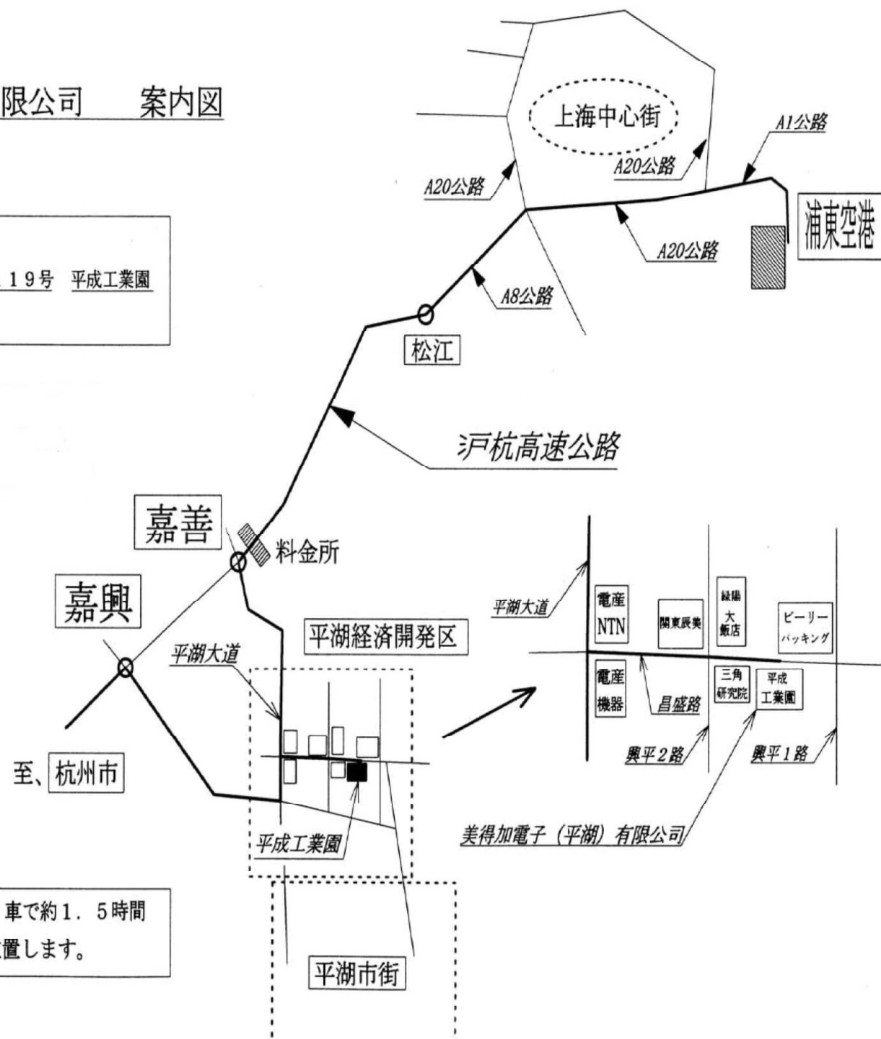 限公司　　案内図
上海中心街
A1公路
A20公路
A20公路
浦東空港
A20公路
19号　平成工業園
A8公路
松江
沪杭高速公路
嘉善
料金所
嘉興
平湖経済開発区
平湖大道
至、杭州市
平成工業園
平湖市街
平湖大道
電産
NTN
関東辰美
緑陽
大
飯店
ビーリー
パッキング
電産
機器
昌盛路
三角
研究院
平成
工業園
興平2路
興平1路
美得加電子（平湖）有限公司
車で約1．5時間
置します。